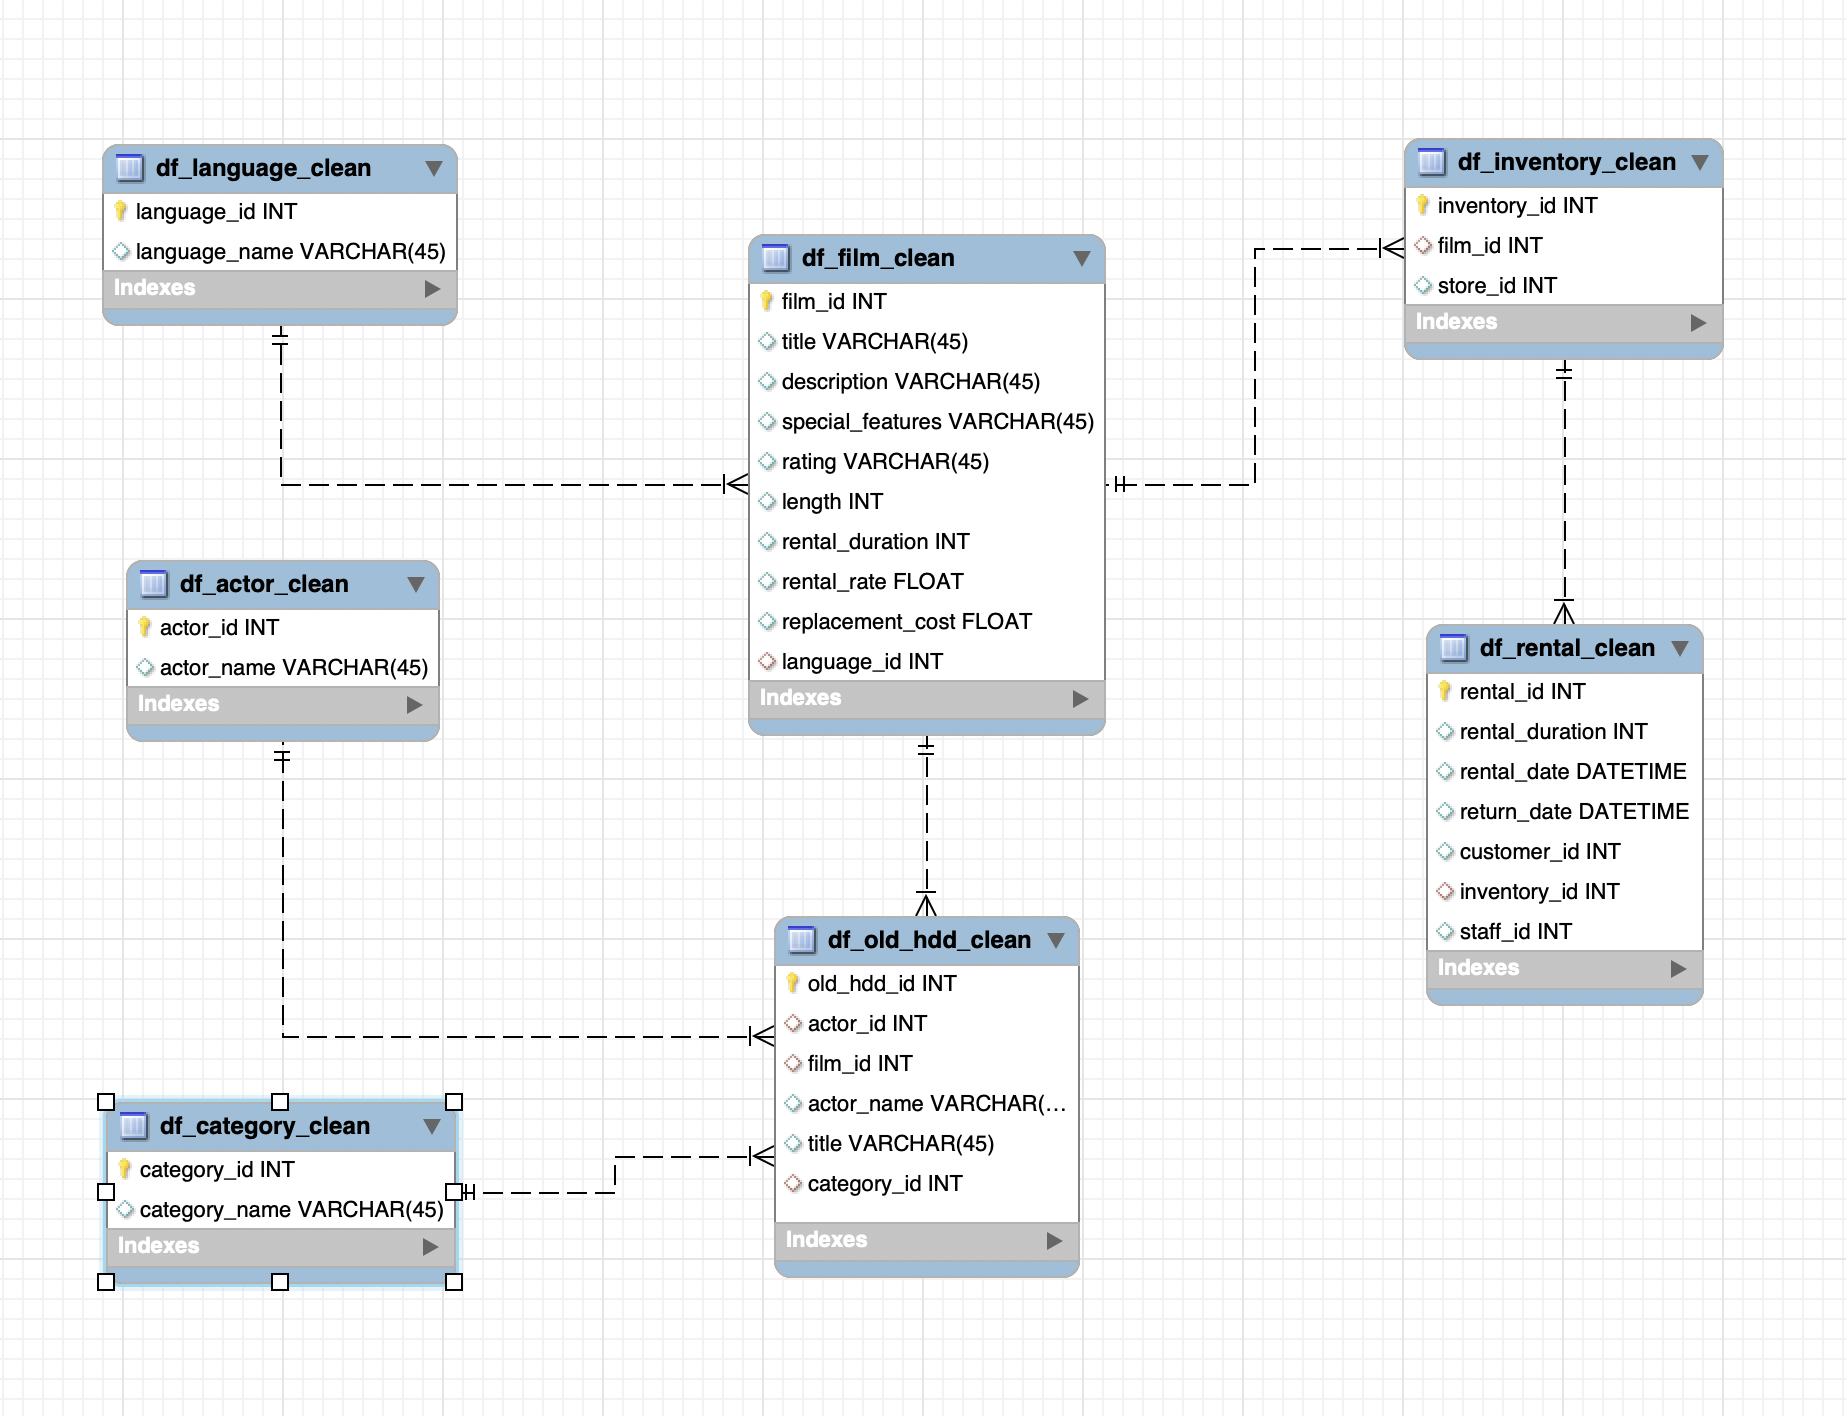 df_language_clean
language_id INT
language_name VARCHAR(45)
Indexes
df_film_clean
film_id INT
title VARCHAR(45)
description VARCHAR(45)
special_features VARCHAR(45)
rating VARCHAR(45)
length INT
rental_duration INT
rental_rate FLOAT
replacement_cost FLOAT
language_id INT
Indexes
df_inventory_clean
inventory_id INT
film_id INT
store_id INT
Indexes
df_actor_clean
actor_id INT
actor_name VARCHAR(45)
Indexes
df_rental_clean
rental_id INT
rental_duration INT
rental_date DATETIME
return_date DATETIME
customer_id INT
inventory_id INT
staff_id INT
Indexes
df_old_hdd_clean
old_hdd_id INT
actor_id INT
film_id INT
actor_name VARCHAR(...
title VARCHAR(45)
category_id INT
Indexes
df_category_clean
category_id INT
category_name VARCHAR(45)
Indexes